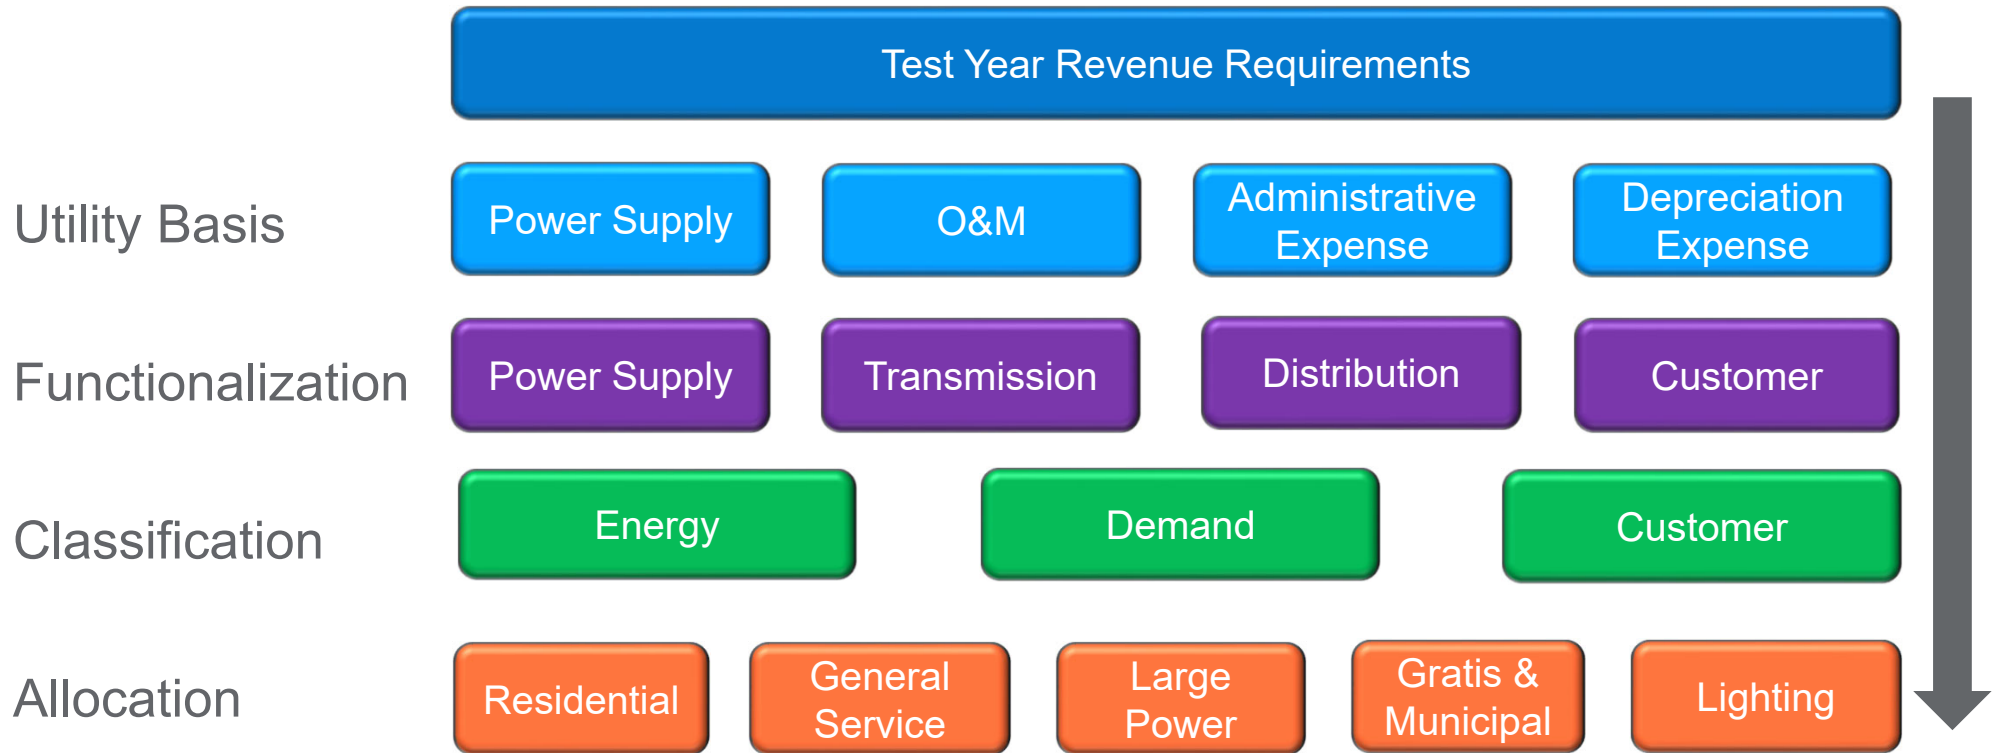 Test Year Revenue Requirements
Utility Basis
Power Supply
O&M
Administrative
Expense
Depreciation
Expense
Functionalization
Power Supply
Transmission
Distribution
Customer
Classification
Energy
Demand
Customer
Allocation
Residential
General
Service
Large
Power
Gratis &
Municipal
Lighting